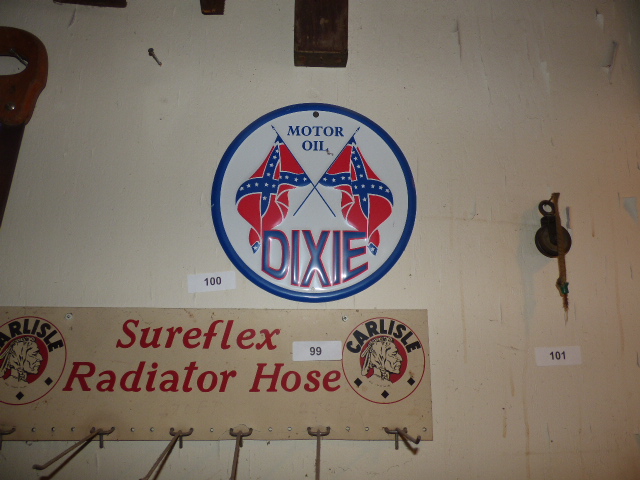 MOTOR
OIL
DIXIE
100
CARLISLE
Sureflex
Radiator Hose
99
CARLISLE
101